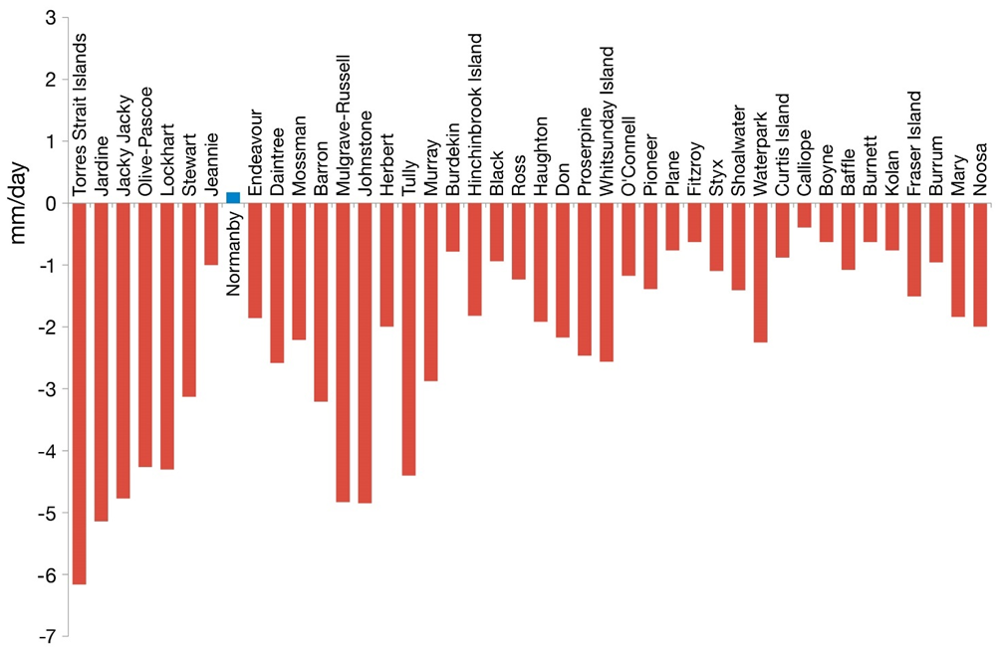 3
2
1
0
-1
-2
-3
-4
-5
-6
-7
mm/day
Torres Strait Islands
Jardine
Jacky Jacky
Olive-Pascoe
Lockhart
Stewart
Jeannie
Normanby
Endeavour
Daintree
Mossman
Barron
Mulgrave-Russell
Johnstone
Herbert
Tully
Murray
Burdekin
Hinchinbrook Island
Black
Ross
Haughton
Don
Proserpine
Whitsunday Island
O'Connell
Pioneer
Plane
Fitzroy
Styx
Shoalwater
Waterpark
Curtis Island
Calliope
Boyne
Baffle
Burnett
Kolan
Fraser Island
Burrum
Mary
Noosa